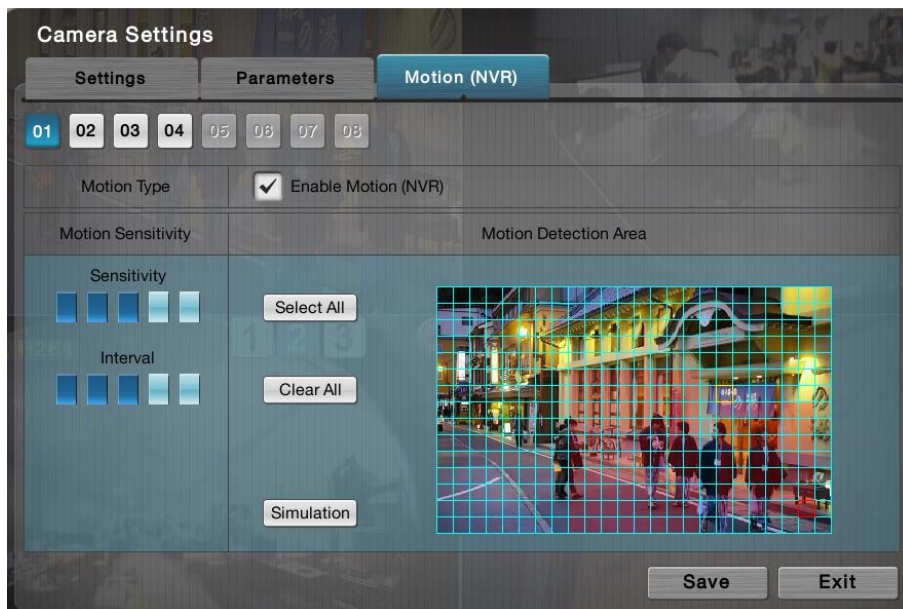 Camera Settings
Settings
Parameters
Motion (NVR)
01 02 03 04 05 06 07 08
Motion Type
Enable Motion (NVR)
Motion Sensitivity
Motion Detection Area
Sensitivity
Select All
Interval
Clear All
Simulation
Save
Exit